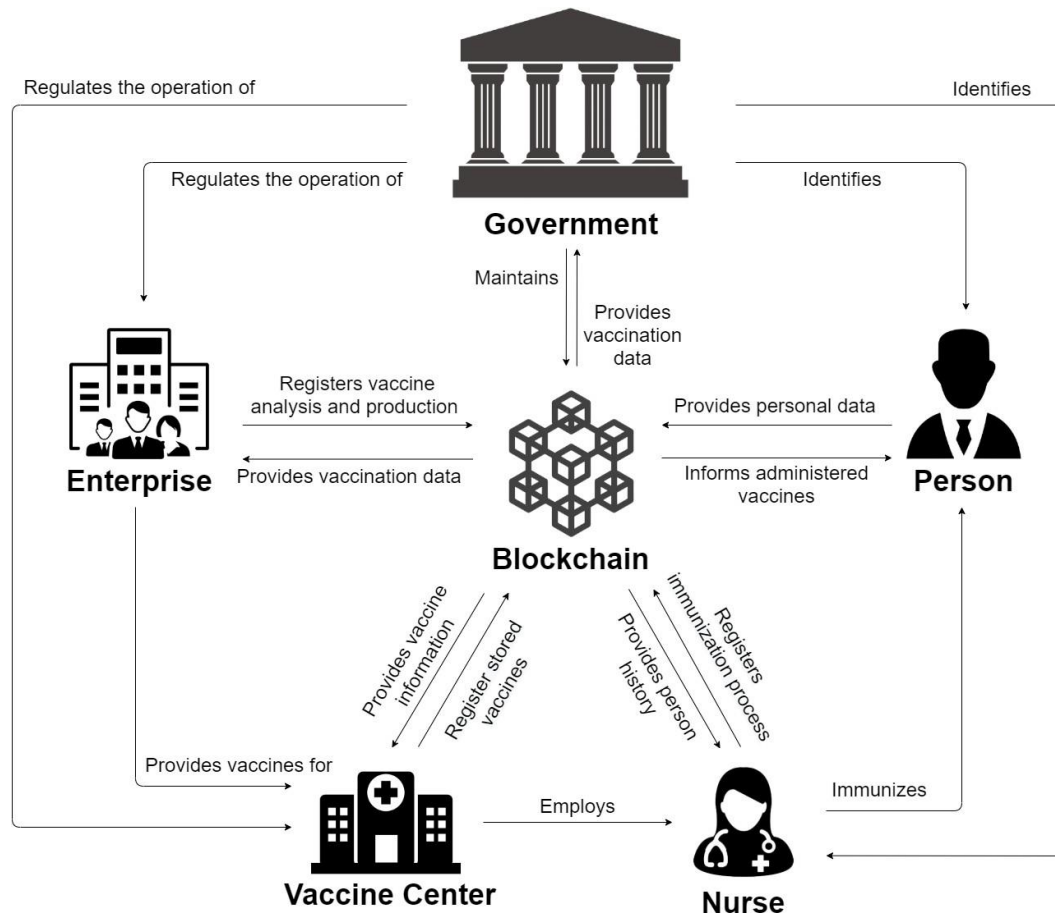 Regulates the operation of
Identifies
Regulates the operation of
Identifies
Government
Maintains
Provides
vaccination
data
Registers vaccine
analysis and production
Provides personal data
Enterprise
Provides vaccination data
Informs administered
vaccines
Person
Blockchain
Provides vaccine
information
Register stored
vaccines
Provides person
history
Registers
immunization process
Provides vaccines for
Employs
Immunizes
Vaccine Center
Nurse